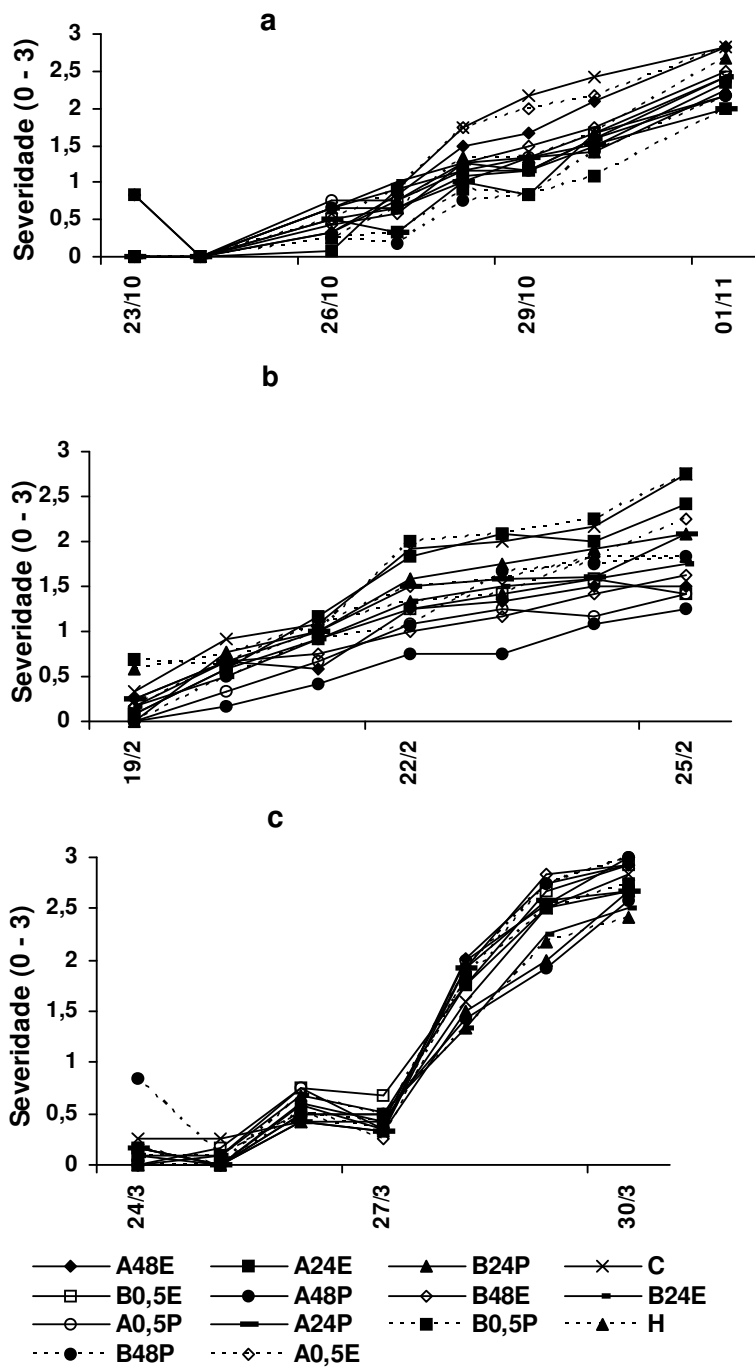 a
Severidade (0 - 3)
3
2,5
2
1,5
1
0,5
0
23/10 26/10 29/10 01/11
b
Severidade (0 - 3)
3
2,5
2
1,5
1
0,5
0
19/2 22/2 25/2
c
Severidade (0 - 3)
3
2,5
2
1,5
1
0,5
0
24/3 27/3 30/3
A48E A24E B24P C
B0,5E A48P B48E B24E
A0,5P A24P B0,5P H
B48P A0,5E